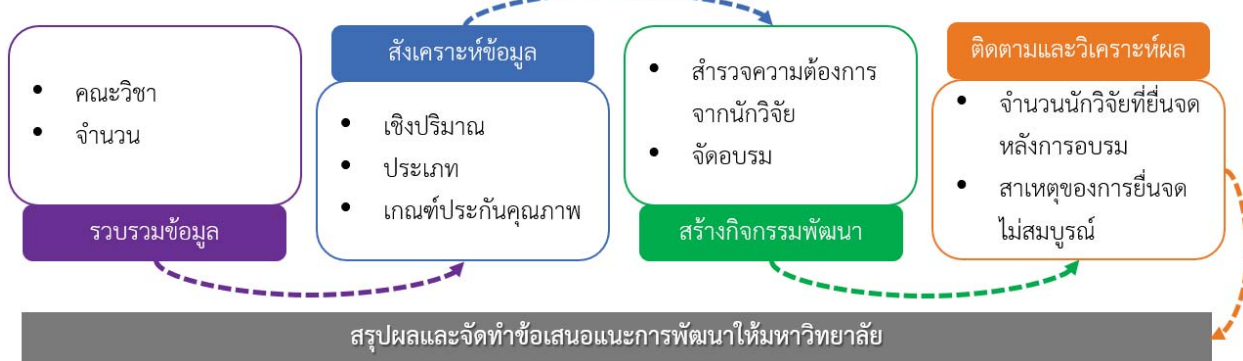 คณะวิชา
จำนวน
รวบรวมข้อมูล
สังเคราะห์ข้อมูล
เชิงปริมาณ
ประเภท
เกณฑ์ประกันคุณภาพ
สำรวจความต้องการ
จากนักวิจัย
จัดอบรม
สร้างกิจกรรมพัฒนา
ติดตามและวิเคราะห์ผล
จำนวนนักวิจัยที่ยื่นจด
หลังการอบรม
สาเหตุของการยื่นจด
ไม่สมบูรณ์
สรุปผลและจัดทำข้อเสนอแนะการพัฒนาให้มหาวิทยาลัย